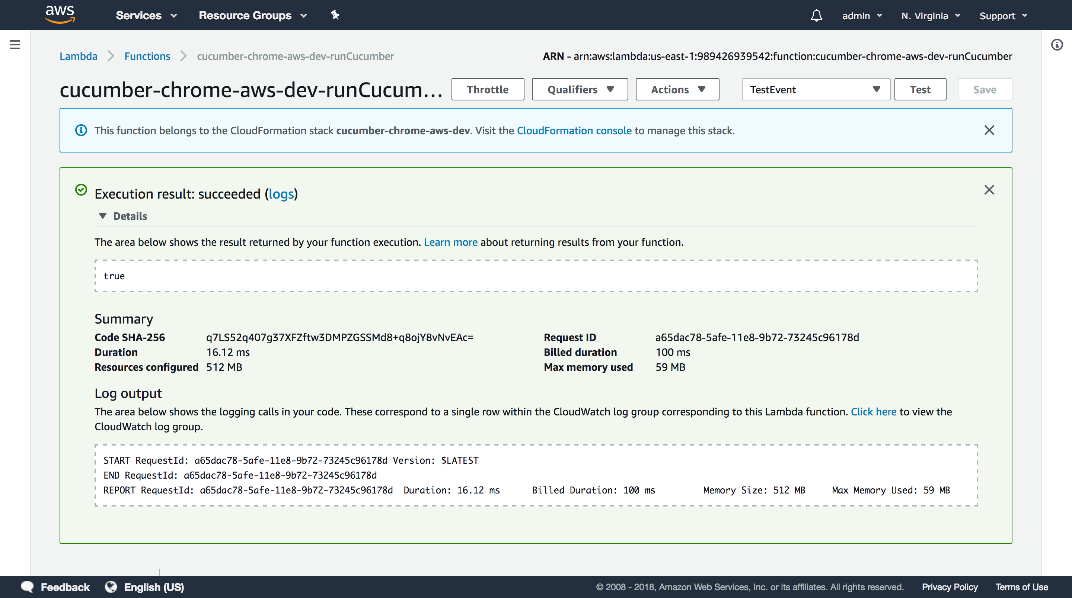 aws Services Resource Groups admin N. Virginia Support
Lambda Functions cucumber-chrome-aws-dev-runCucumber ARN - arn:aws:lambda:us-east-1:989426939542:function:cucumber-chrome-aws-dev-runCucumber
cucumber-chrome-aws-dev-runCucum... Throttle Qualifiers Actions TestEvent Test Save
This function belongs to the CloudFormation stack cucumber-chrome-aws-dev. Visit the CloudFormation console to manage this stack.
Execution result: succeeded (logs)
Details
The area below shows the result returned by your function execution. Learn more about returning results from your function.
true
Summary
Code SHA-256 q7LS52q407g37XFZftw3DMPZGSSMd8+q8ojY8vNvEAc= Request ID a65dac78-5afe-11e8-9b72-73245c96178d
Duration 16.12 ms Billed duration 100 ms
Resources configured 512 MB Max memory used 59 MB
Log output
The area below shows the logging calls in your code. These correspond to a single row within the CloudWatch log group corresponding to this Lambda function. Click here to view the
CloudWatch log group.
START RequestId: a65dac78-5afe-11e8-9b72-73245c96178d Version: $LATEST
END RequestId: a65dac78-5afe-11e8-9b72-73245c96178d
REPORT RequestId: a65dac78-5afe-11e8-9b72-73245c96178d Duration: 16.12 ms Billed Duration: 100 ms Memory Size: 512 MB Max Memory Used: 59 MB
Feedback English (US) © 2008 - 2018, Amazon Web Services, Inc. or its affiliates. All rights reserved. Privacy Policy Terms of Use